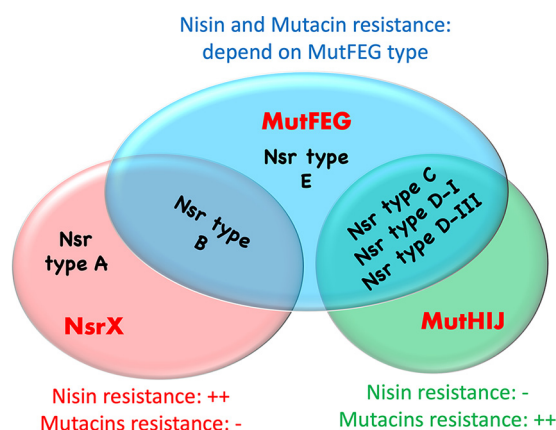 Nisin and Mutacin resistance:
depend on MutFEG type
MutFEG
Nsr type
E
Nsr type
B
Nsr type C
Nsr type D-I
Nsr type D-III
Nsr
type A
NsrX
MutHIJ
Nisin resistance: ++
Mutacins resistance: -
Nisin resistance: -
Mutacins resistance: ++